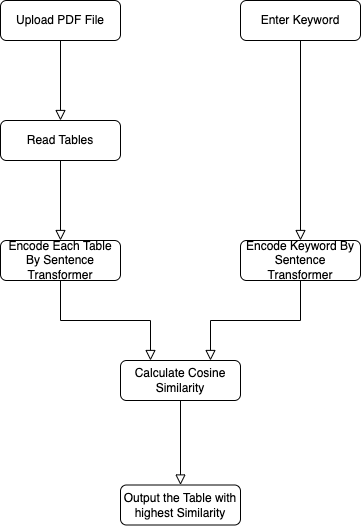 Upload PDF File
Enter Keyword
Read Tables
Encode Each Table
By Sentence
Transformer
Encode Keyword By
Sentence
Transformer
Calculate Cosine
Similarity
Output the Table with
highest Similarity